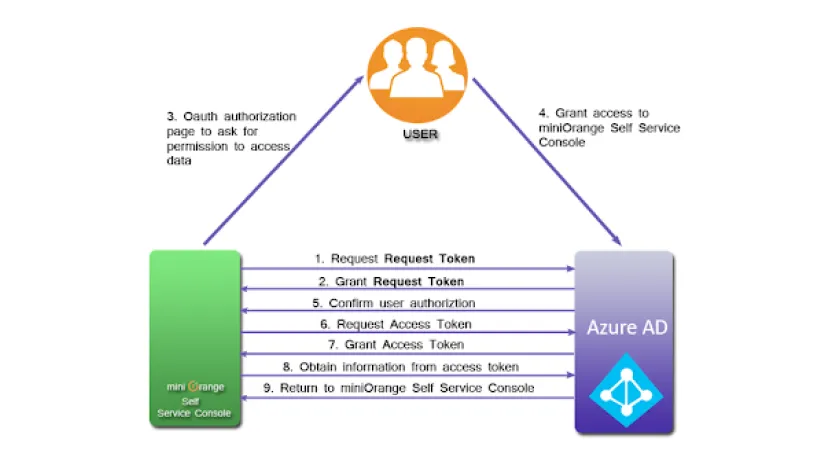 3. Oauth authorization
page to ask for
permission to access
data
USER
4. Grant access to
miniOrange Self Service
Console
1. Request Request Token
2. Grant Request Token
5. Confirm user authoriztion
6. Request Access Token
7. Grant Access Token
8. Obtain information from access token
9. Return to miniOrange Self Service Console
mini Orange
Self
Service Console
Azure AD